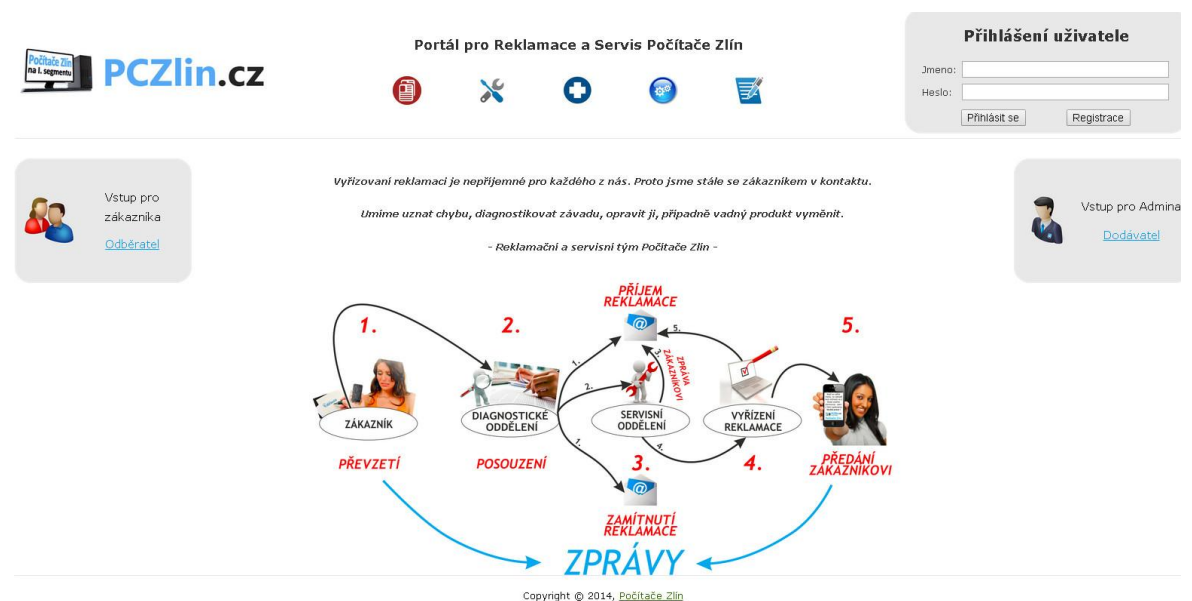 Počítače Zlín
na I. segmentu
PCZlin.cz
Portál pro Reklamace a Servis Počítače Zlín
Přihlášení uživatele
Jmeno:
Heslo:
Přihlásit se
Registrace
Vstup pro
zákazníka
Odběratel
Vyřizovaní reklamací je nepříjemné pro každého z nás. Proto jsme stále se zákazníkem v kontaktu.
Umíme uznat chybu, diagnostikovat závadu, opravit jí, případně vadný produkt vyměnit.
- Reklamační a servisní tým Počítače Zlín -
Vstup pro Admina
Dodávatel
PŘÍJEM
REKLAMACE
1.
2.
5.
5.
1.
3.
ZPRÁVA
ZÁKAZNÍKOVI
2.
ZÁKAZNÍK
DIAGNOSTICKÉ
ODDĚLENÍ
SERVISNÍ
ODDĚLENÍ
VYŘÍZENÍ
REKLAMACE
1.
4.
PŘEVZETÍ
POSOUZENÍ
3.
4.
PŘEDÁNÍ
ZÁKAZNÍKOVI
ZAMÍTNUTÍ
REKLAMACE
ZPRÁVY
Copyright © 2014, Počítače Zlín